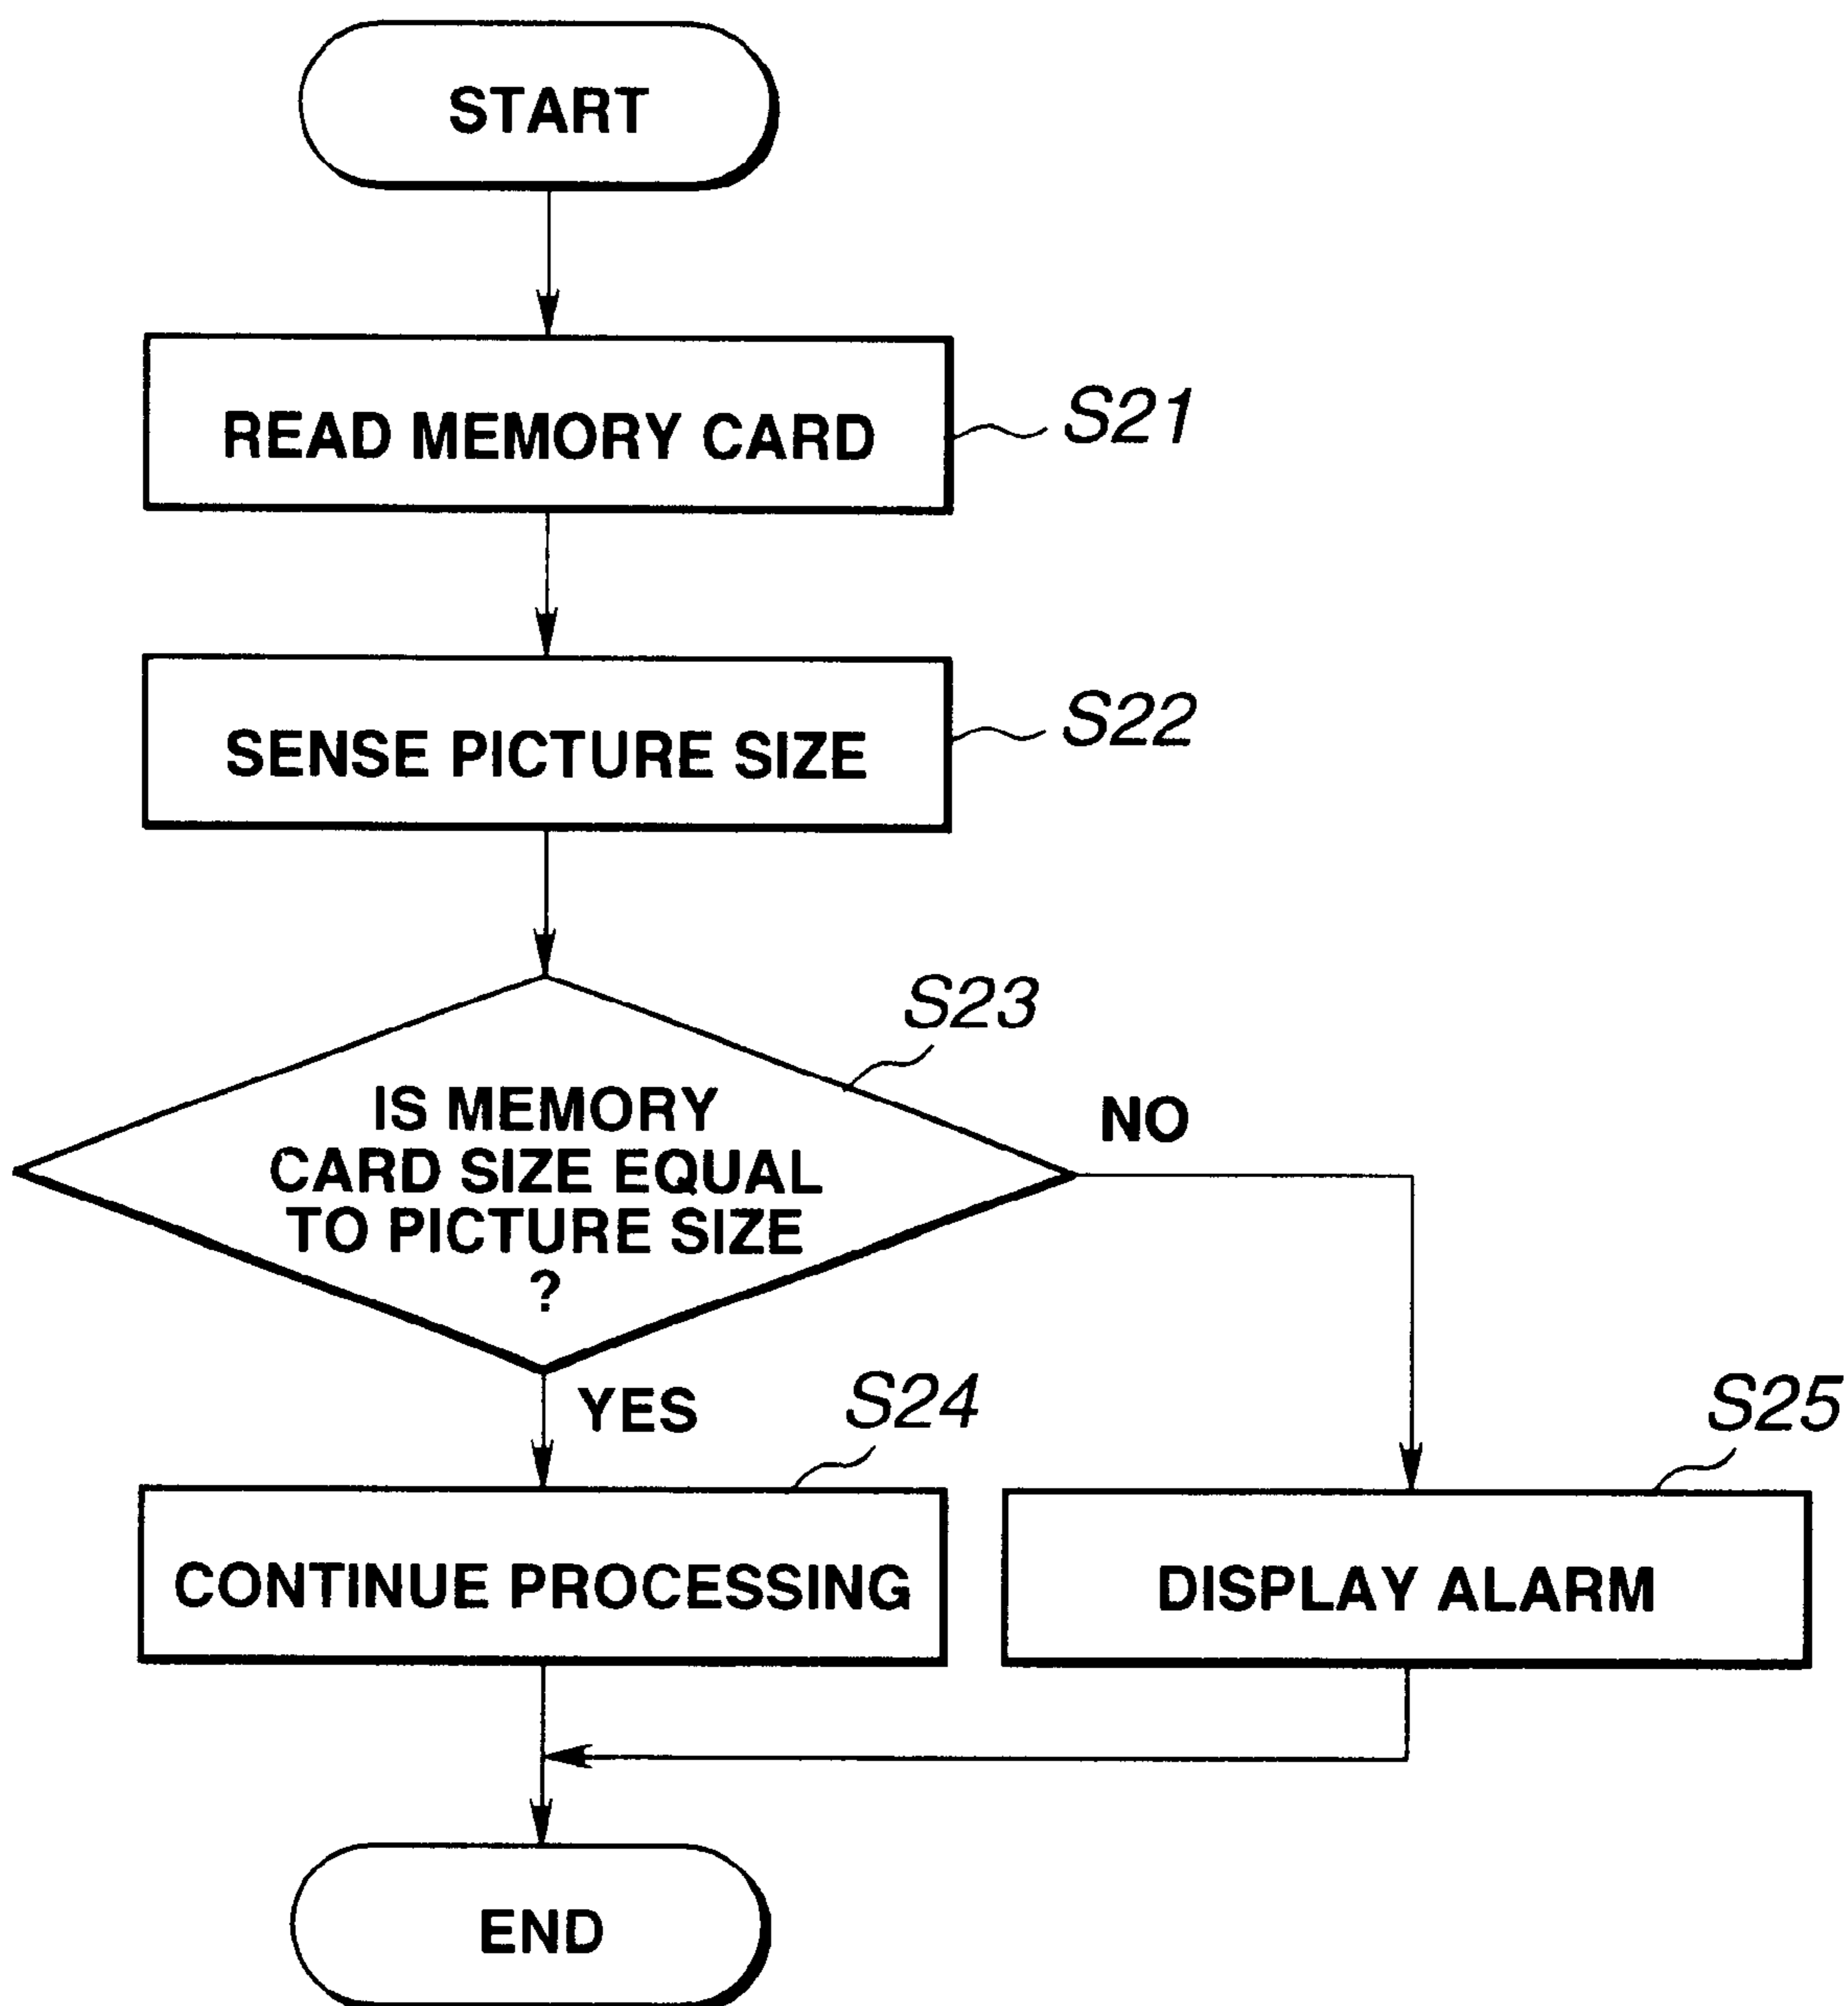 START
READ MEMORY CARD
S21
SENSE PICTURE SIZE
S22
S23
IS MEMORY
CARD SIZE EQUAL
TO PICTURE SIZE
?
NO
YES
S24
S25
CONTINUE PROCESSING
DISPLAY ALARM
END